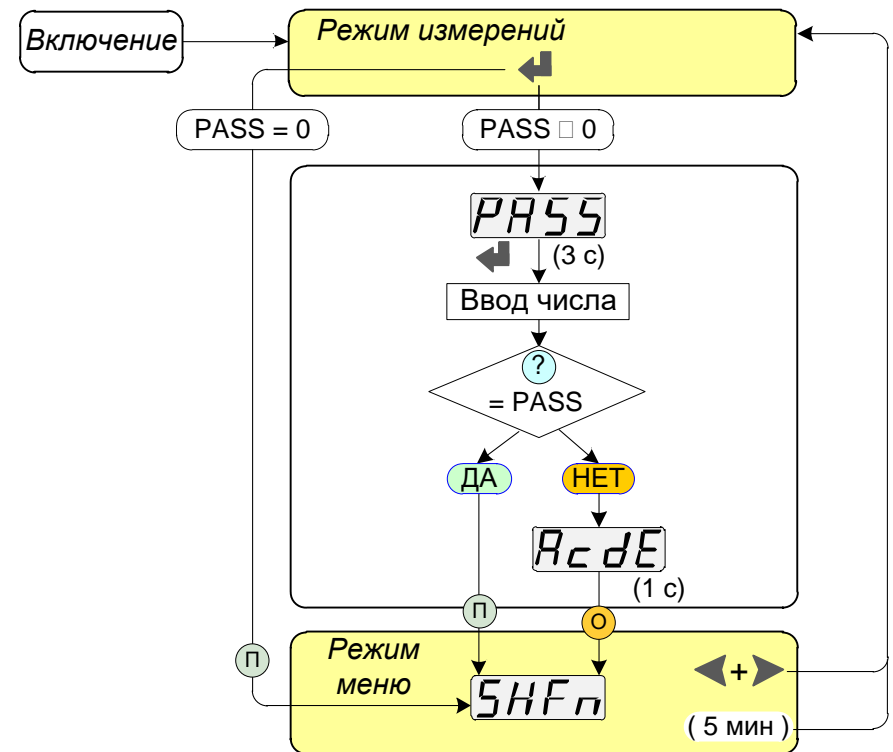 Включение
Режим измерений
PASS = 0
PASS □ 0
PASS
(3 с)
Ввод числа
?
= PASS
ДА
НЕТ
AcdE
(1 с)
П
О
П
Режим
меню
SHFn
+
( 5 мин )